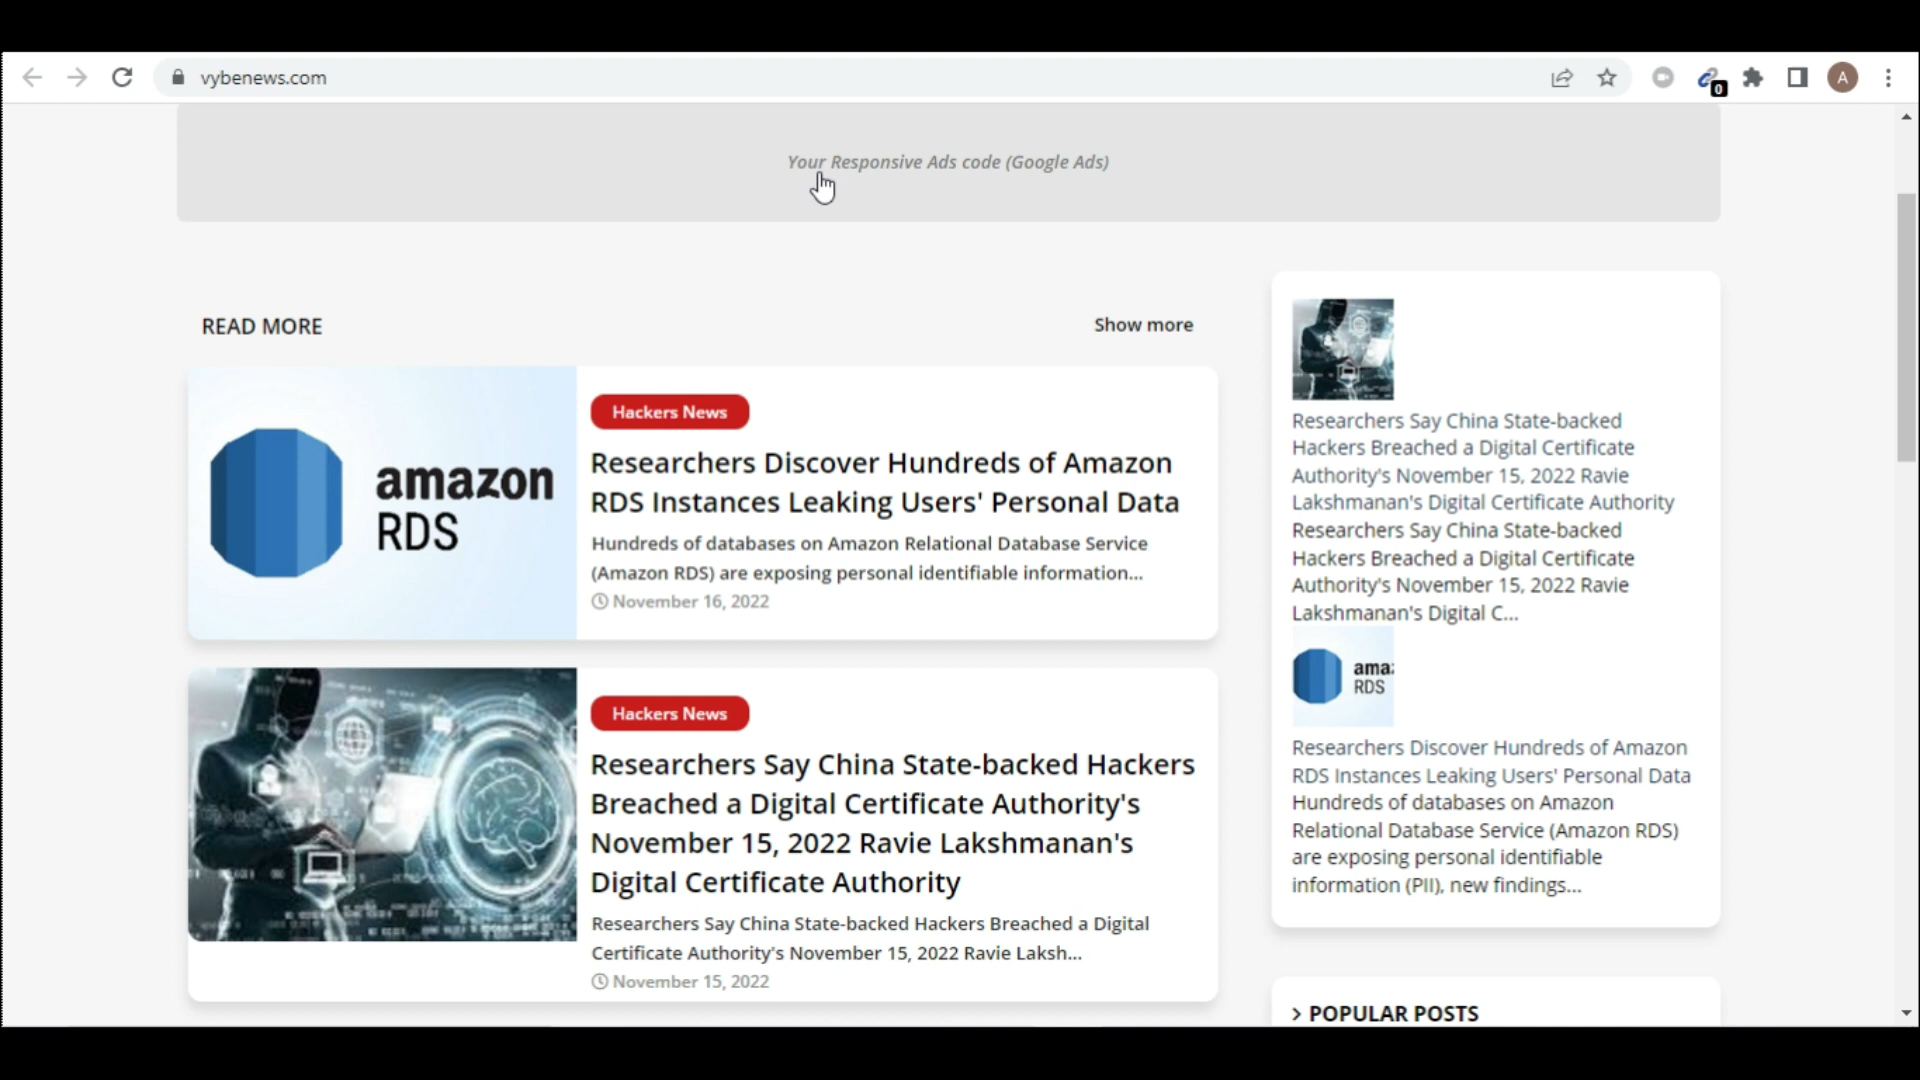 vybenews.com
0
A
Your Responsive Ads code (Google Ads)
READ MORE
Show more
amazon
RDS
Hackers News
Researchers Discover Hundreds of Amazon
RDS Instances Leaking Users' Personal Data
Hundreds of databases on Amazon Relational Database Service
(Amazon RDS) are exposing personal identifiable information...
November 16, 2022
Hackers News
Researchers Say China State-backed Hackers
Breached a Digital Certificate Authority's
November 15, 2022 Ravie Lakshmanan's
Digital Certificate Authority
Researchers Say China State-backed Hackers Breached a Digital
Certificate Authority's November 15, 2022 Ravie Laksh...
November 15, 2022
Researchers Say China State-backed
Hackers Breached a Digital Certificate
Authority's November 15, 2022 Ravie
Lakshmanan's Digital Certificate Authority
Researchers Say China State-backed
Hackers Breached a Digital Certificate
Authority's November 15, 2022 Ravie
Lakshmanan's Digital C...
ama
RDS
Researchers Discover Hundreds of Amazon
RDS Instances Leaking Users' Personal Data
Hundreds of databases on Amazon
Relational Database Service (Amazon RDS)
are exposing personal identifiable
information (PII), new findings...
> POPULAR POSTS